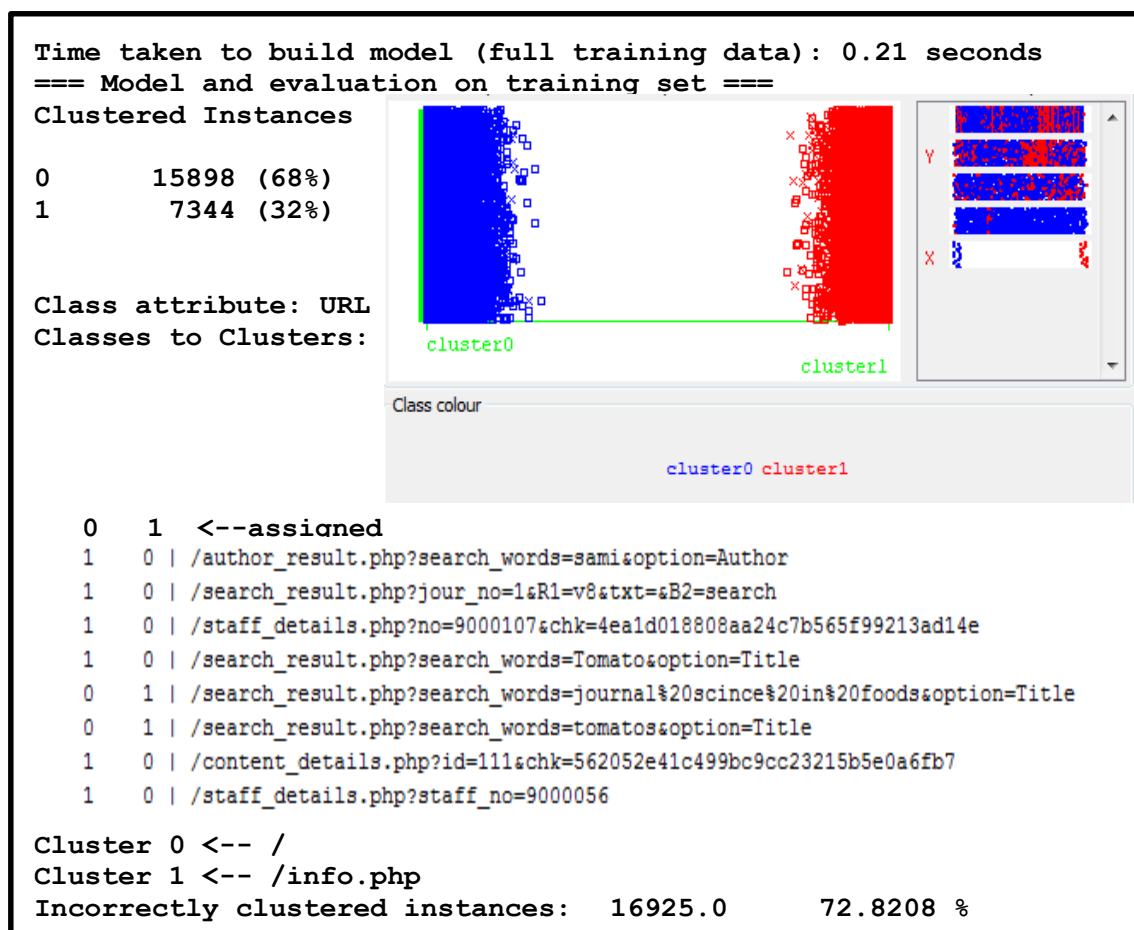 Time taken to build model (full training data): 0.21 seconds
=== Model and evaluation on training set ===
Clustered Instances
0 15898 (68%)
1 7344 (32%)
Y
X
Class attribute: URL
Classes to Clusters:
cluster0
cluster1
Class colour
cluster0 cluster1
0 1 <--assigned
1 0 | /author_result.php?search_words=sami&option=Author
1 0 | /search_result.php?jour_no=1&R1=v8&txt=&B2=search
1 0 | /staff_details.php?no=9000107&chk=4ea1d018808aa24c7b565f99213ad14e
1 0 | /search_result.php?search_words=Tomato&option=Title
0 1 | /search_result.php?search_words=journal%20scince%20in%20foods&option=Title
0 1 | /search_result.php?search_words=tomatos&option=Title
1 0 | /content_details.php?id=111&chk=562052e41c499bc9cc23215b5e0a6fb7
1 0 | /staff_details.php?staff_no=9000056
Cluster 0 <-- /
Cluster 1 <-- /info.php
Incorrectly clustered instances: 16925.0 72.8208 %